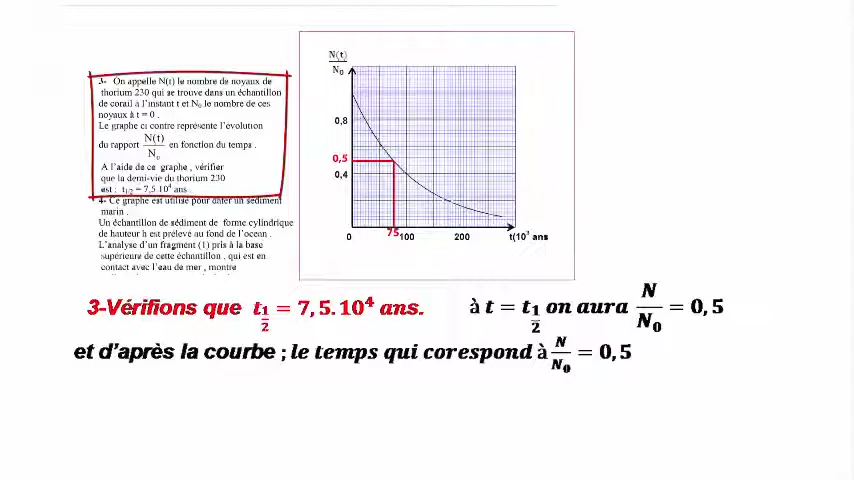 3- On appelle N(t) le nombre de noyaux de
thorium 230 qui se trouve dans un échantillon
de corail à l'instant t et N₀ le nombre de ces
noyaux à t = 0 .
Le graphe ci contre représente l'évolution
du rapport N(t)/N₀ en fonction du temps .
A l'aide de ce graphe , vérifier
que la demi-vie du thorium 230
est : t₁/₂ = 7,5.10⁴ ans .
4- Ce graphe est utilisé pour dater un sédiment
marin .
Un échantillon de sédiment de forme cylindrique
de hauteur h est prélevé au fond de l'océan .
L'analyse d'un fragment (1) pris à la base
supérieure de cette échantillon , qui est en
contact avec l'eau de mer , montre
N(t)/N₀
0,8
0,5
0,4
0 75 100 200 t(10³ ans
3-Vérifions que t₁/₂ = 7,5.10⁴ ans. à t = t₁/₂ on aura N/N₀ = 0,5
et d'après la courbe ; le temps qui corespond à N/N₀ = 0,5